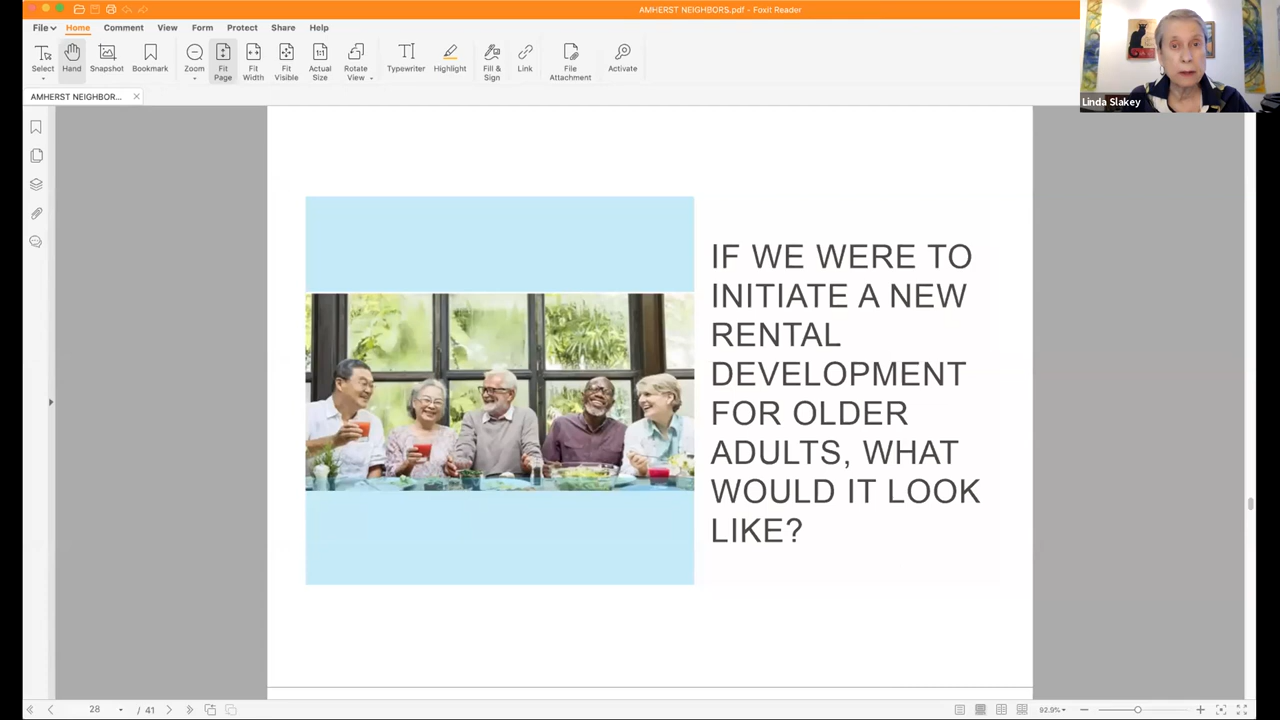 AMHERST NEIGHBORS.pdf - Foxit Reader
File Home Comment View Form Protect Share Help
Select Hand Snapshot Bookmark Zoom Fit Page Fit Width Fit Visible Actual Size Rotate View Typewriter Highlight Fill & Sign Link File Attachment Activate
AMHERST NEIGHBOR...
Linda Slakey
IF WE WERE TO
INITIATE A NEW
RENTAL
DEVELOPMENT
FOR OLDER
ADULTS, WHAT
WOULD IT LOOK
LIKE?
28 / 41 92.9%